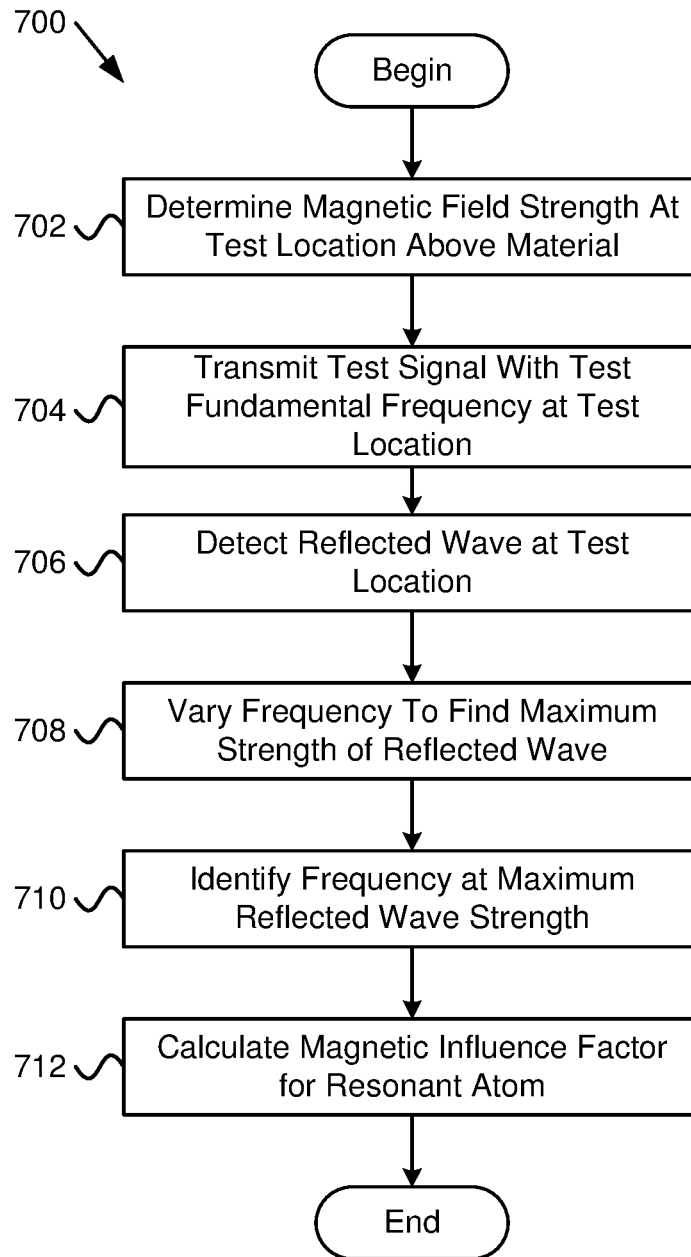 700
Begin
702
Determine Magnetic Field Strength At
Test Location Above Material
704
Transmit Test Signal With Test
Fundamental Frequency at Test
Location
706
Detect Reflected Wave at Test
Location
708
Vary Frequency To Find Maximum
Strength of Reflected Wave
710
Identify Frequency at Maximum
Reflected Wave Strength
712
Calculate Magnetic Influence Factor
for Resonant Atom
End